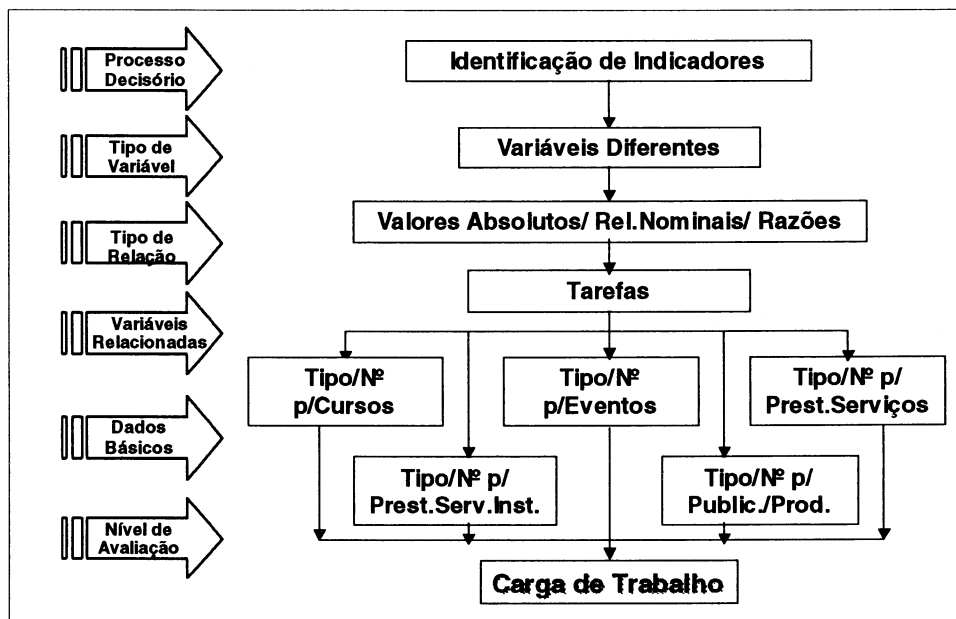 Processo
Decisório
Identificação de Indicadores
Tipo de
Variável
Variáveis Diferentes
Tipo de
Relação
Valores Absolutos/ Rel.Nominais/ Razões
Tarefas
Variáveis
Relacionadas
Tipo/Nº
p/Cursos
Tipo/Nº
p/Eventos
Tipo/Nº p/
Prest.Serviços
Dados
Básicos
Tipo/Nº p/
Prest.Serv.Inst.
Tipo/Nº p/
Public./Prod.
Nível de
Avaliação
Carga de Trabalho